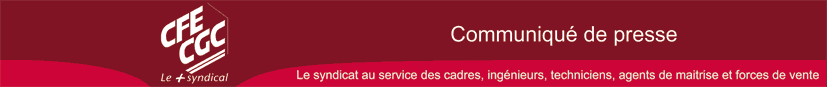 CFE
CGC
Le + syndical
Communiqué de presse
Le syndicat au service des cadres, ingénieurs, techniciens, agents de maitrise et forces de vente